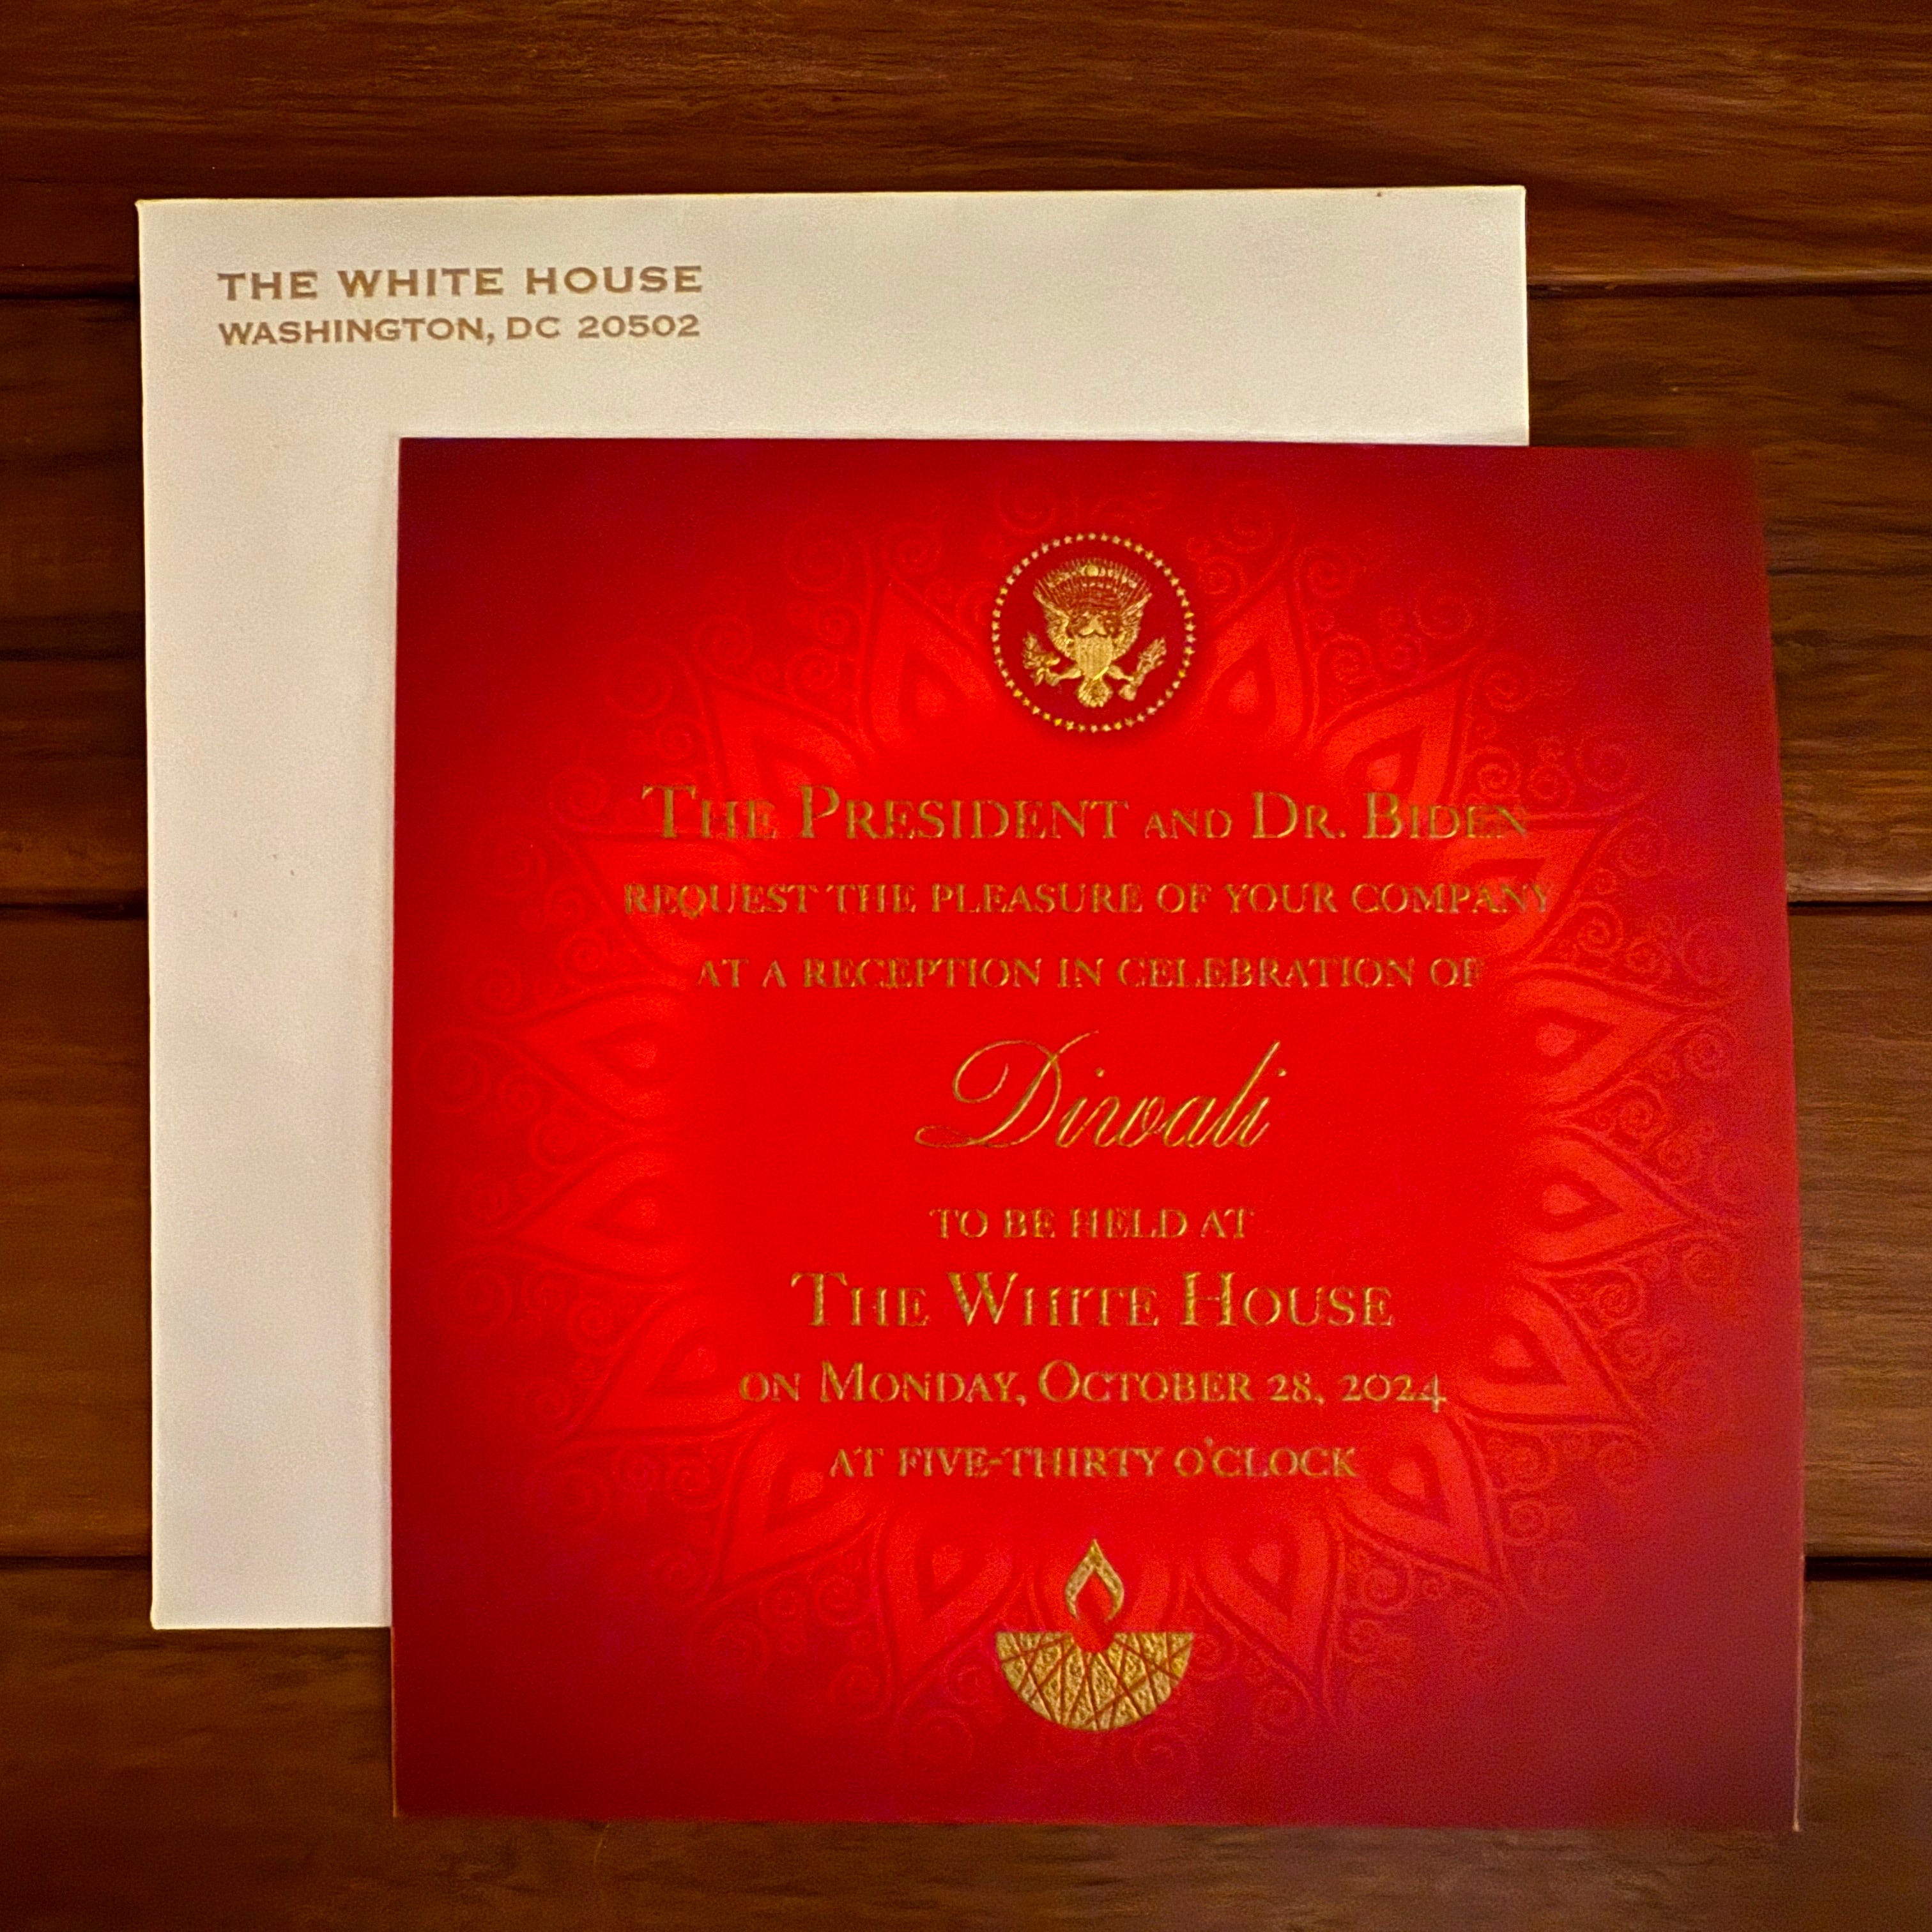 THE WHITE HOUSE
WASHINGTON, DC 20502
THE PRESIDENT AND DR. BIDEN
REQUEST THE PLEASURE OF YOUR COMPANY
AT A RECEPTION IN CELEBRATION OF
Diwali
TO BE HELD AT
THE WHITE HOUSE
ON MONDAY, OCTOBER 28, 2024
AT FIVE-THIRTY O'CLOCK